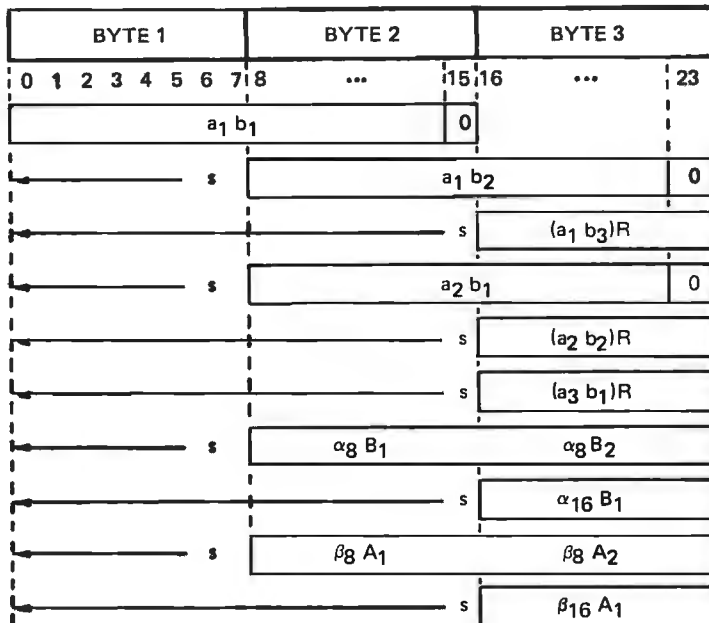 BYTE 1 BYTE 2 BYTE 3
0 1 2 3 4 5 6 7 8 ... 15 16 ... 23
a₁ b₁ 0
s a₁ b₂ 0
s (a₁ b₃)R
s a₂ b₁ 0
s (a₂ b₂)R
s (a₃ b₁)R
s α₈ B₁ α₈ B₂
s α₁₆ B₁
s β₈ A₁ β₈ A₂
s β₁₆ A₁